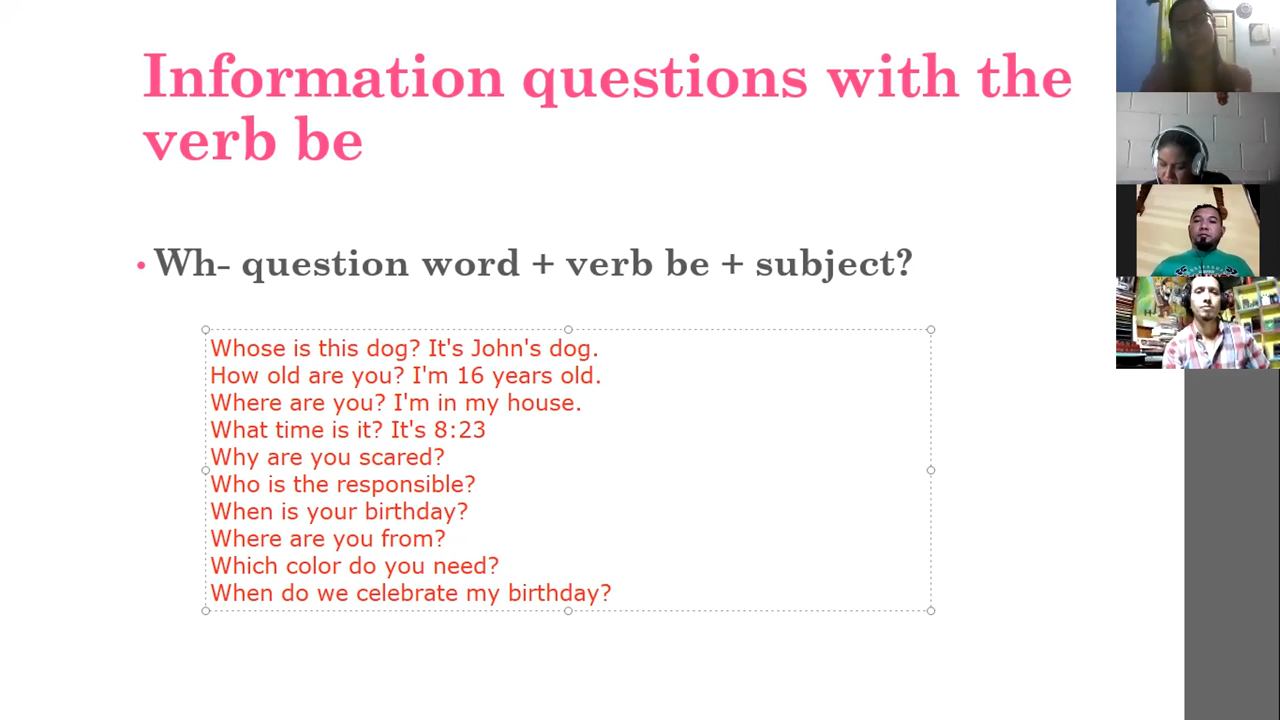 Information questions with the
verb be
• Wh- question word + verb be + subject?
Whose is this dog? It's John's dog.
How old are you? I'm 16 years old.
Where are you? I'm in my house.
What time is it? It's 8:23
Why are you scared?
Who is the responsible?
When is your birthday?
Where are you from?
Which color do you need?
When do we celebrate my birthday?